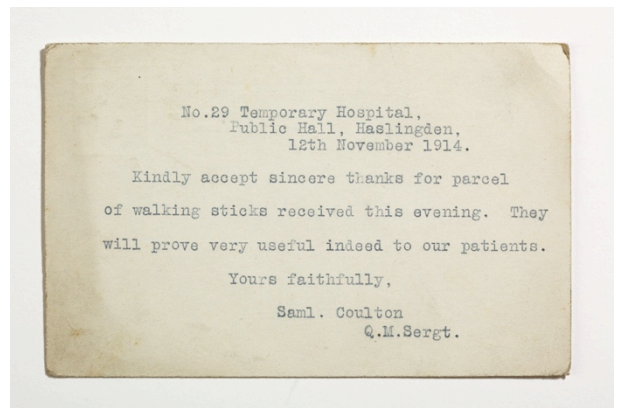 No.29 Temporary Hospital,
Public Hall, Haslingden,
12th November 1914.
Kindly accept sincere thanks for parcel
of walking sticks received this evening. They
will prove very useful indeed to our patients.
Yours faithfully,
Saml. Coulton
Q.M.Sergt.